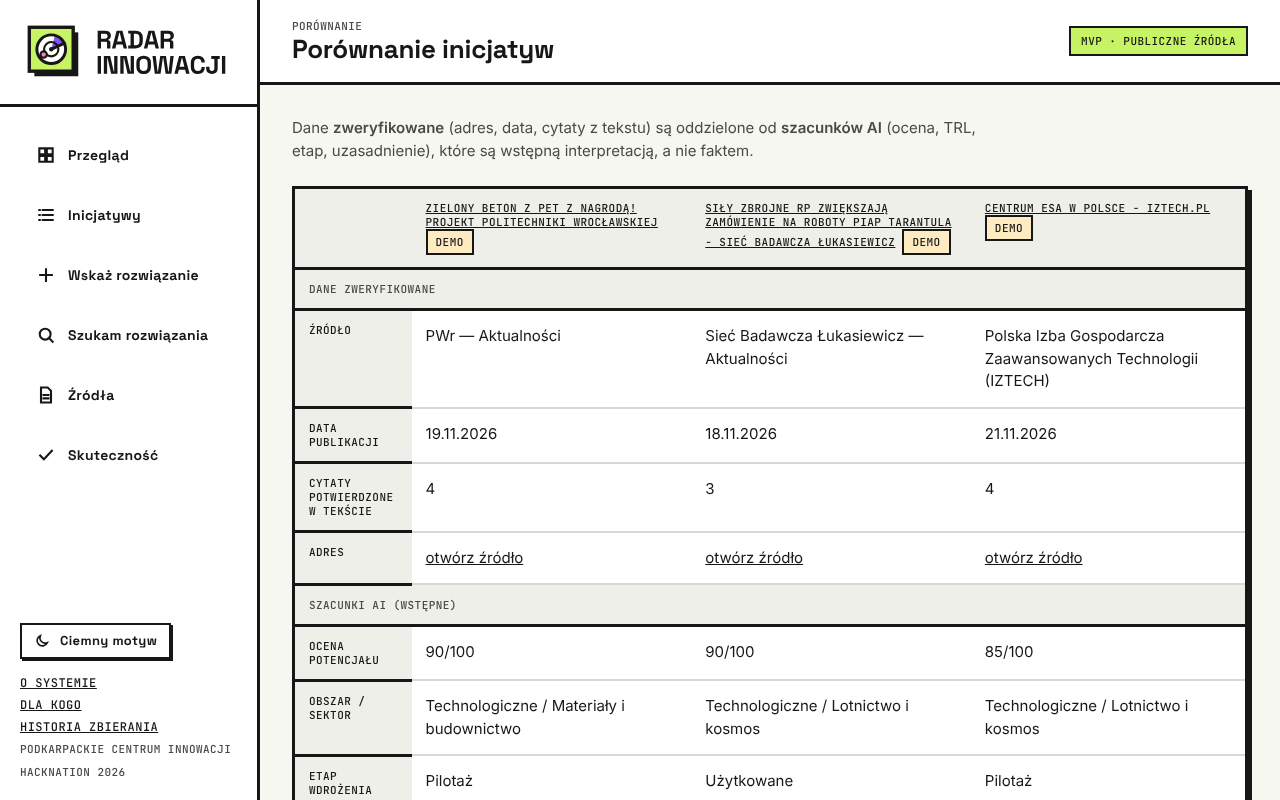 RADAR
INNOWACJI
Przegląd
Inicjatywy
Wskaż rozwiązanie
Szukam rozwiązania
Źródła
Skuteczność
Ciemny motyw
O SYSTEMIE
DLA KOGO
HISTORIA ZBIERANIA
PODKARPACKIE CENTRUM INNOWACJI
HACKNATION 2026
PORÓWNANIE
Porównanie inicjatyw
MVP · PUBLICZNE ŹRÓDŁA
Dane zweryfikowane (adres, data, cytaty z tekstu) są oddzielone od szacunków AI (ocena, TRL,
etap, uzasadnienie), które są wstępną interpretacją, a nie faktem.
ZIELONY BETON Z PET Z NAGRODĄ!
PROJEKT POLITECHNIKI WROCŁAWSKIEJ
DEMO
SIŁY ZBROJNE RP ZWIĘKSZAJĄ
ZAMÓWIENIE NA ROBOTY PIAP TARANTULA
- SIEĆ BADAWCZA ŁUKASIEWICZ DEMO
CENTRUM ESA W POLSCE - IZTECH.PL
DEMO
DANE ZWERYFIKOWANE
ŹRÓDŁO
PWr — Aktualności
Sieć Badawcza Łukasiewicz —
Aktualności
Polska Izba Gospodarcza
Zaawansowanych Technologii
(IZTECH)
DATA
PUBLIKACJI
19.11.2026
18.11.2026
21.11.2026
CYTATY
POTWIERDZONE
W TEKŚCIE
4
3
4
ADRES
otwórz źródło
otwórz źródło
otwórz źródło
SZACUNKI AI (WSTĘPNE)
OCENA
POTENCJAŁU
90/100
90/100
85/100
OBSZAR /
SEKTOR
Technologiczne / Materiały i
budownictwo
Technologiczne / Lotnictwo i
kosmos
Technologiczne / Lotnictwo i
kosmos
ETAP
WDROŻENIA
Pilotaż
Użytkowane
Pilotaż